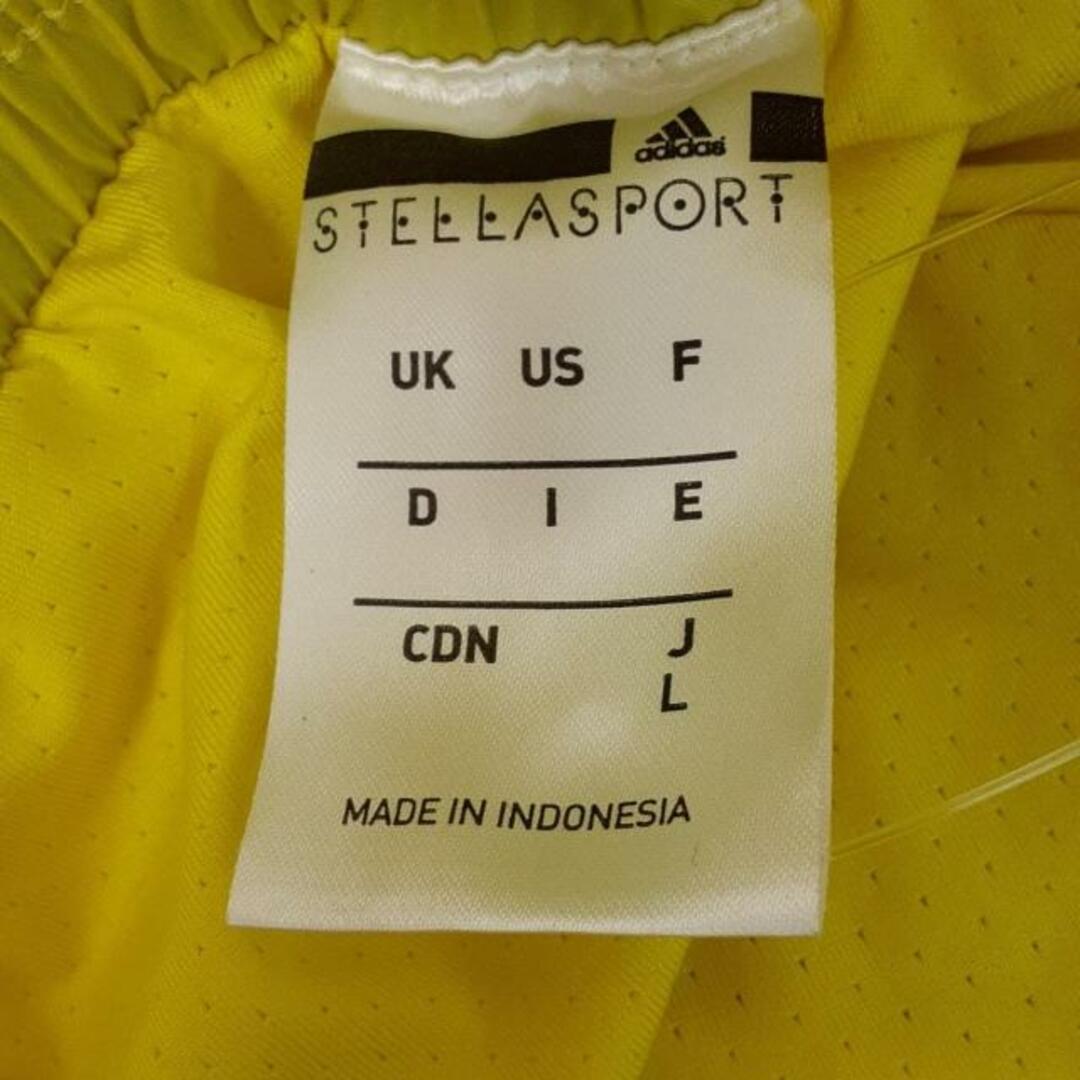 adidas
STELLASPORT
UK US F
D I E
CDN J
L
MADE IN INDONESIA